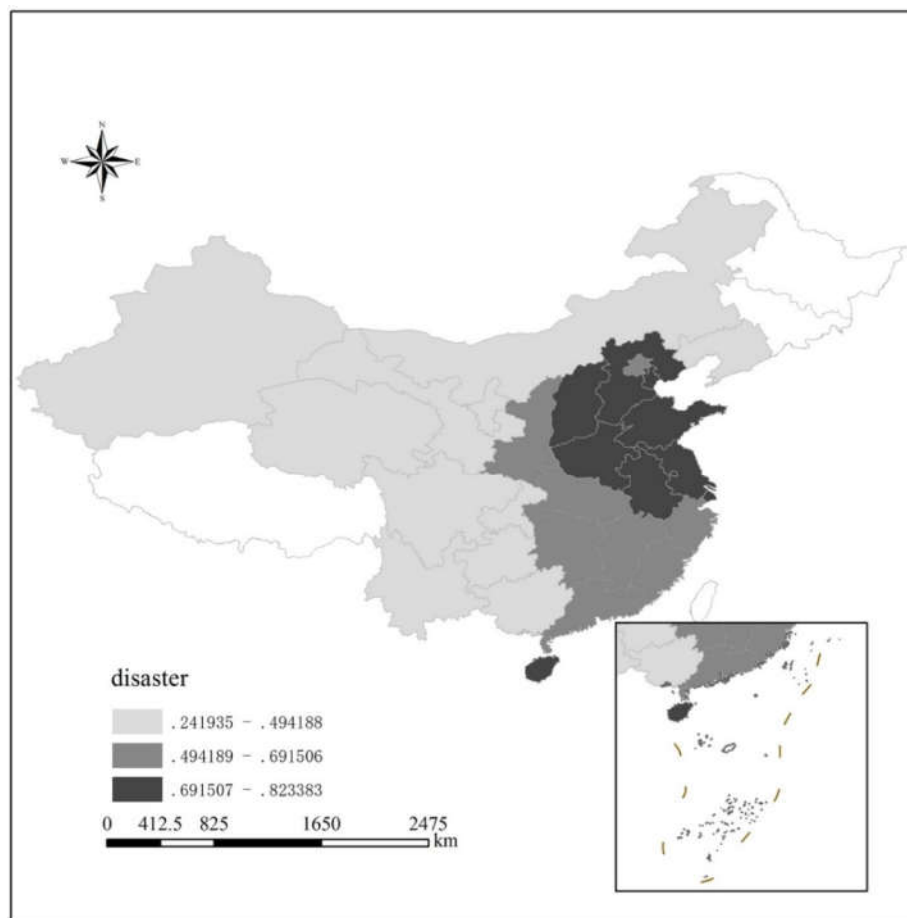 N
W E
S
disaster
.241935 - .494188
.494189 - .691506
.691507 - .823383
0 412.5 825 1650 2475
km